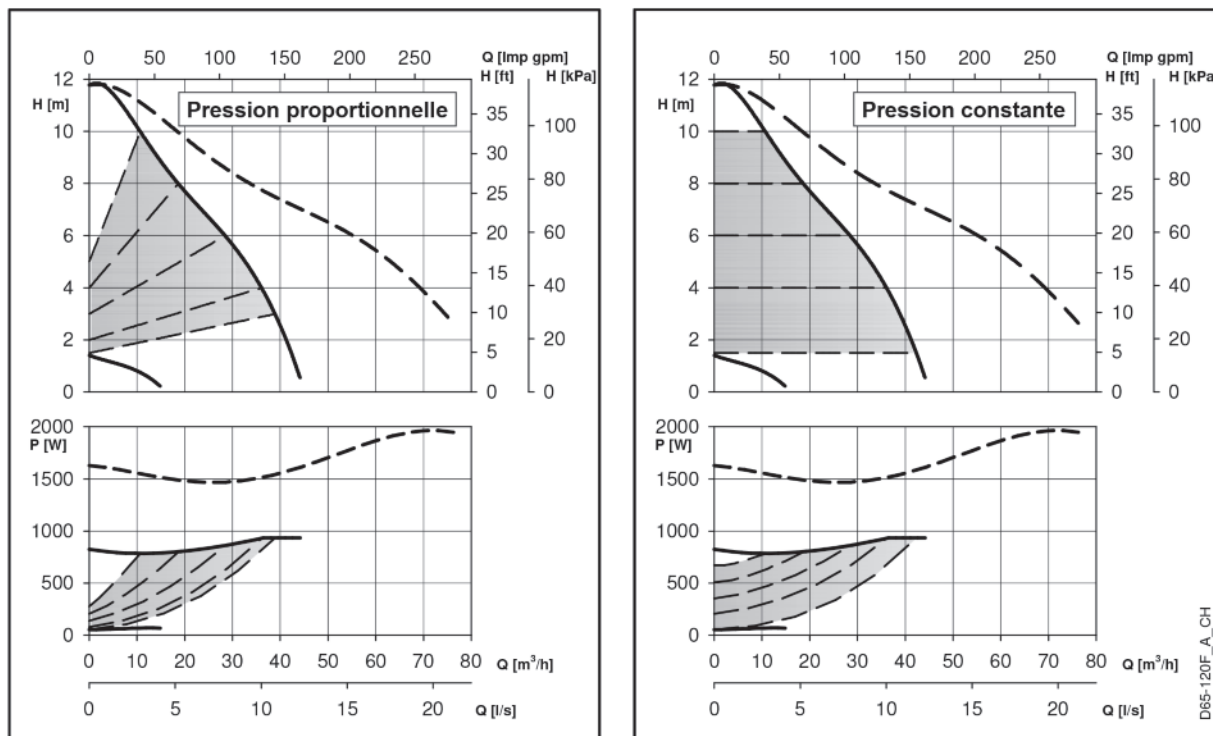 0 50 100 150 200 250 Q [Imp gpm]
H [ft] H [kPa]
12
H [m]
10
8
6
4
2
0
Pression proportionnelle
35
30
25
20
15
10
5
0
100
80
60
40
20
0
2000
P [W]
1500
1000
500
0
0 10 20 30 40 50 60 70 80
Q [m³/h]
0 5 10 15 20
Q [l/s]
0 50 100 150 200 250 Q [Imp gpm]
H [ft] H [kPa]
12
H [m]
10
8
6
4
2
0
Pression constante
35
30
25
20
15
10
5
0
100
80
60
40
20
0
2000
P [W]
1500
1000
500
0
0 10 20 30 40 50 60 70 80
Q [m³/h]
0 5 10 15 20
Q [l/s]
D65-120F_A_CH